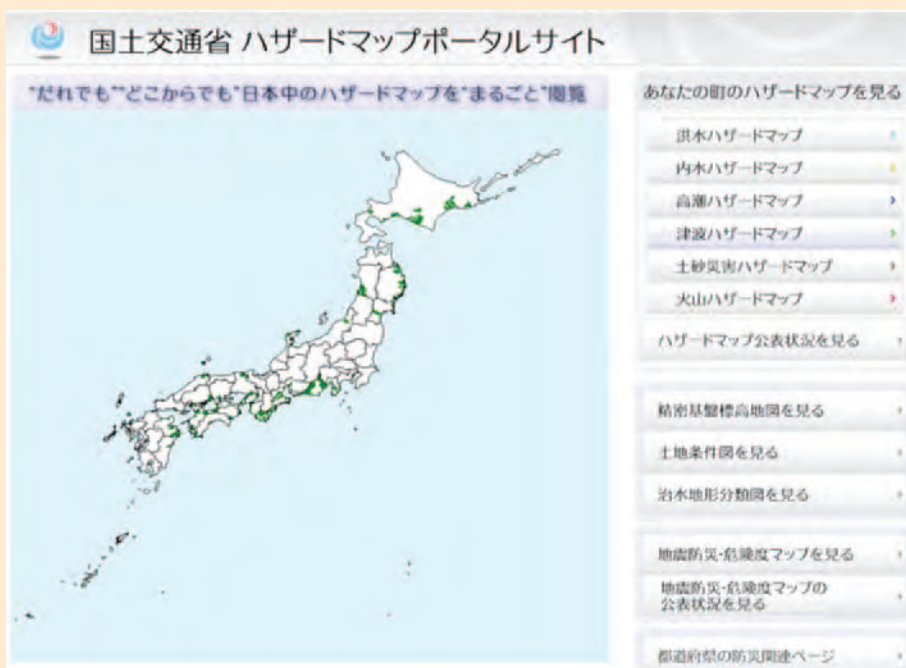 国土交通省 ハザードマップポータルサイト
"だれでも""どこからでも"日本中のハザードマップを"まるごと"閲覧
あなたの町のハザードマップを見る
洪水ハザードマップ
内水ハザードマップ
高潮ハザードマップ
津波ハザードマップ
土砂災害ハザードマップ
火山ハザードマップ
ハザードマップ公表状況を見る
精密基盤標高地図を見る
土地条件図を見る
治水地形分類図を見る
地震防災・危険度マップを見る
地震防災・危険度マップの
公表状況を見る
都道府県の防災関連ページ